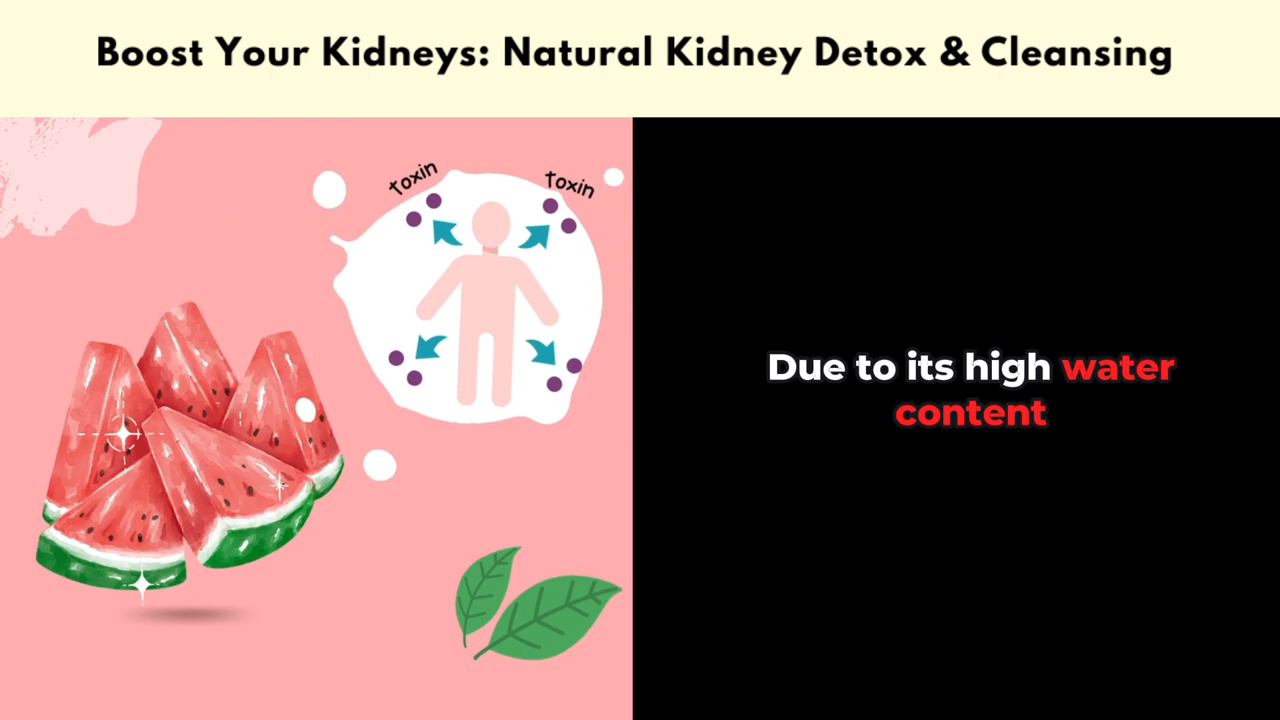 Boost Your Kidneys: Natural Kidney Detox & Cleansing
toxin
toxin
Due to its high water
content